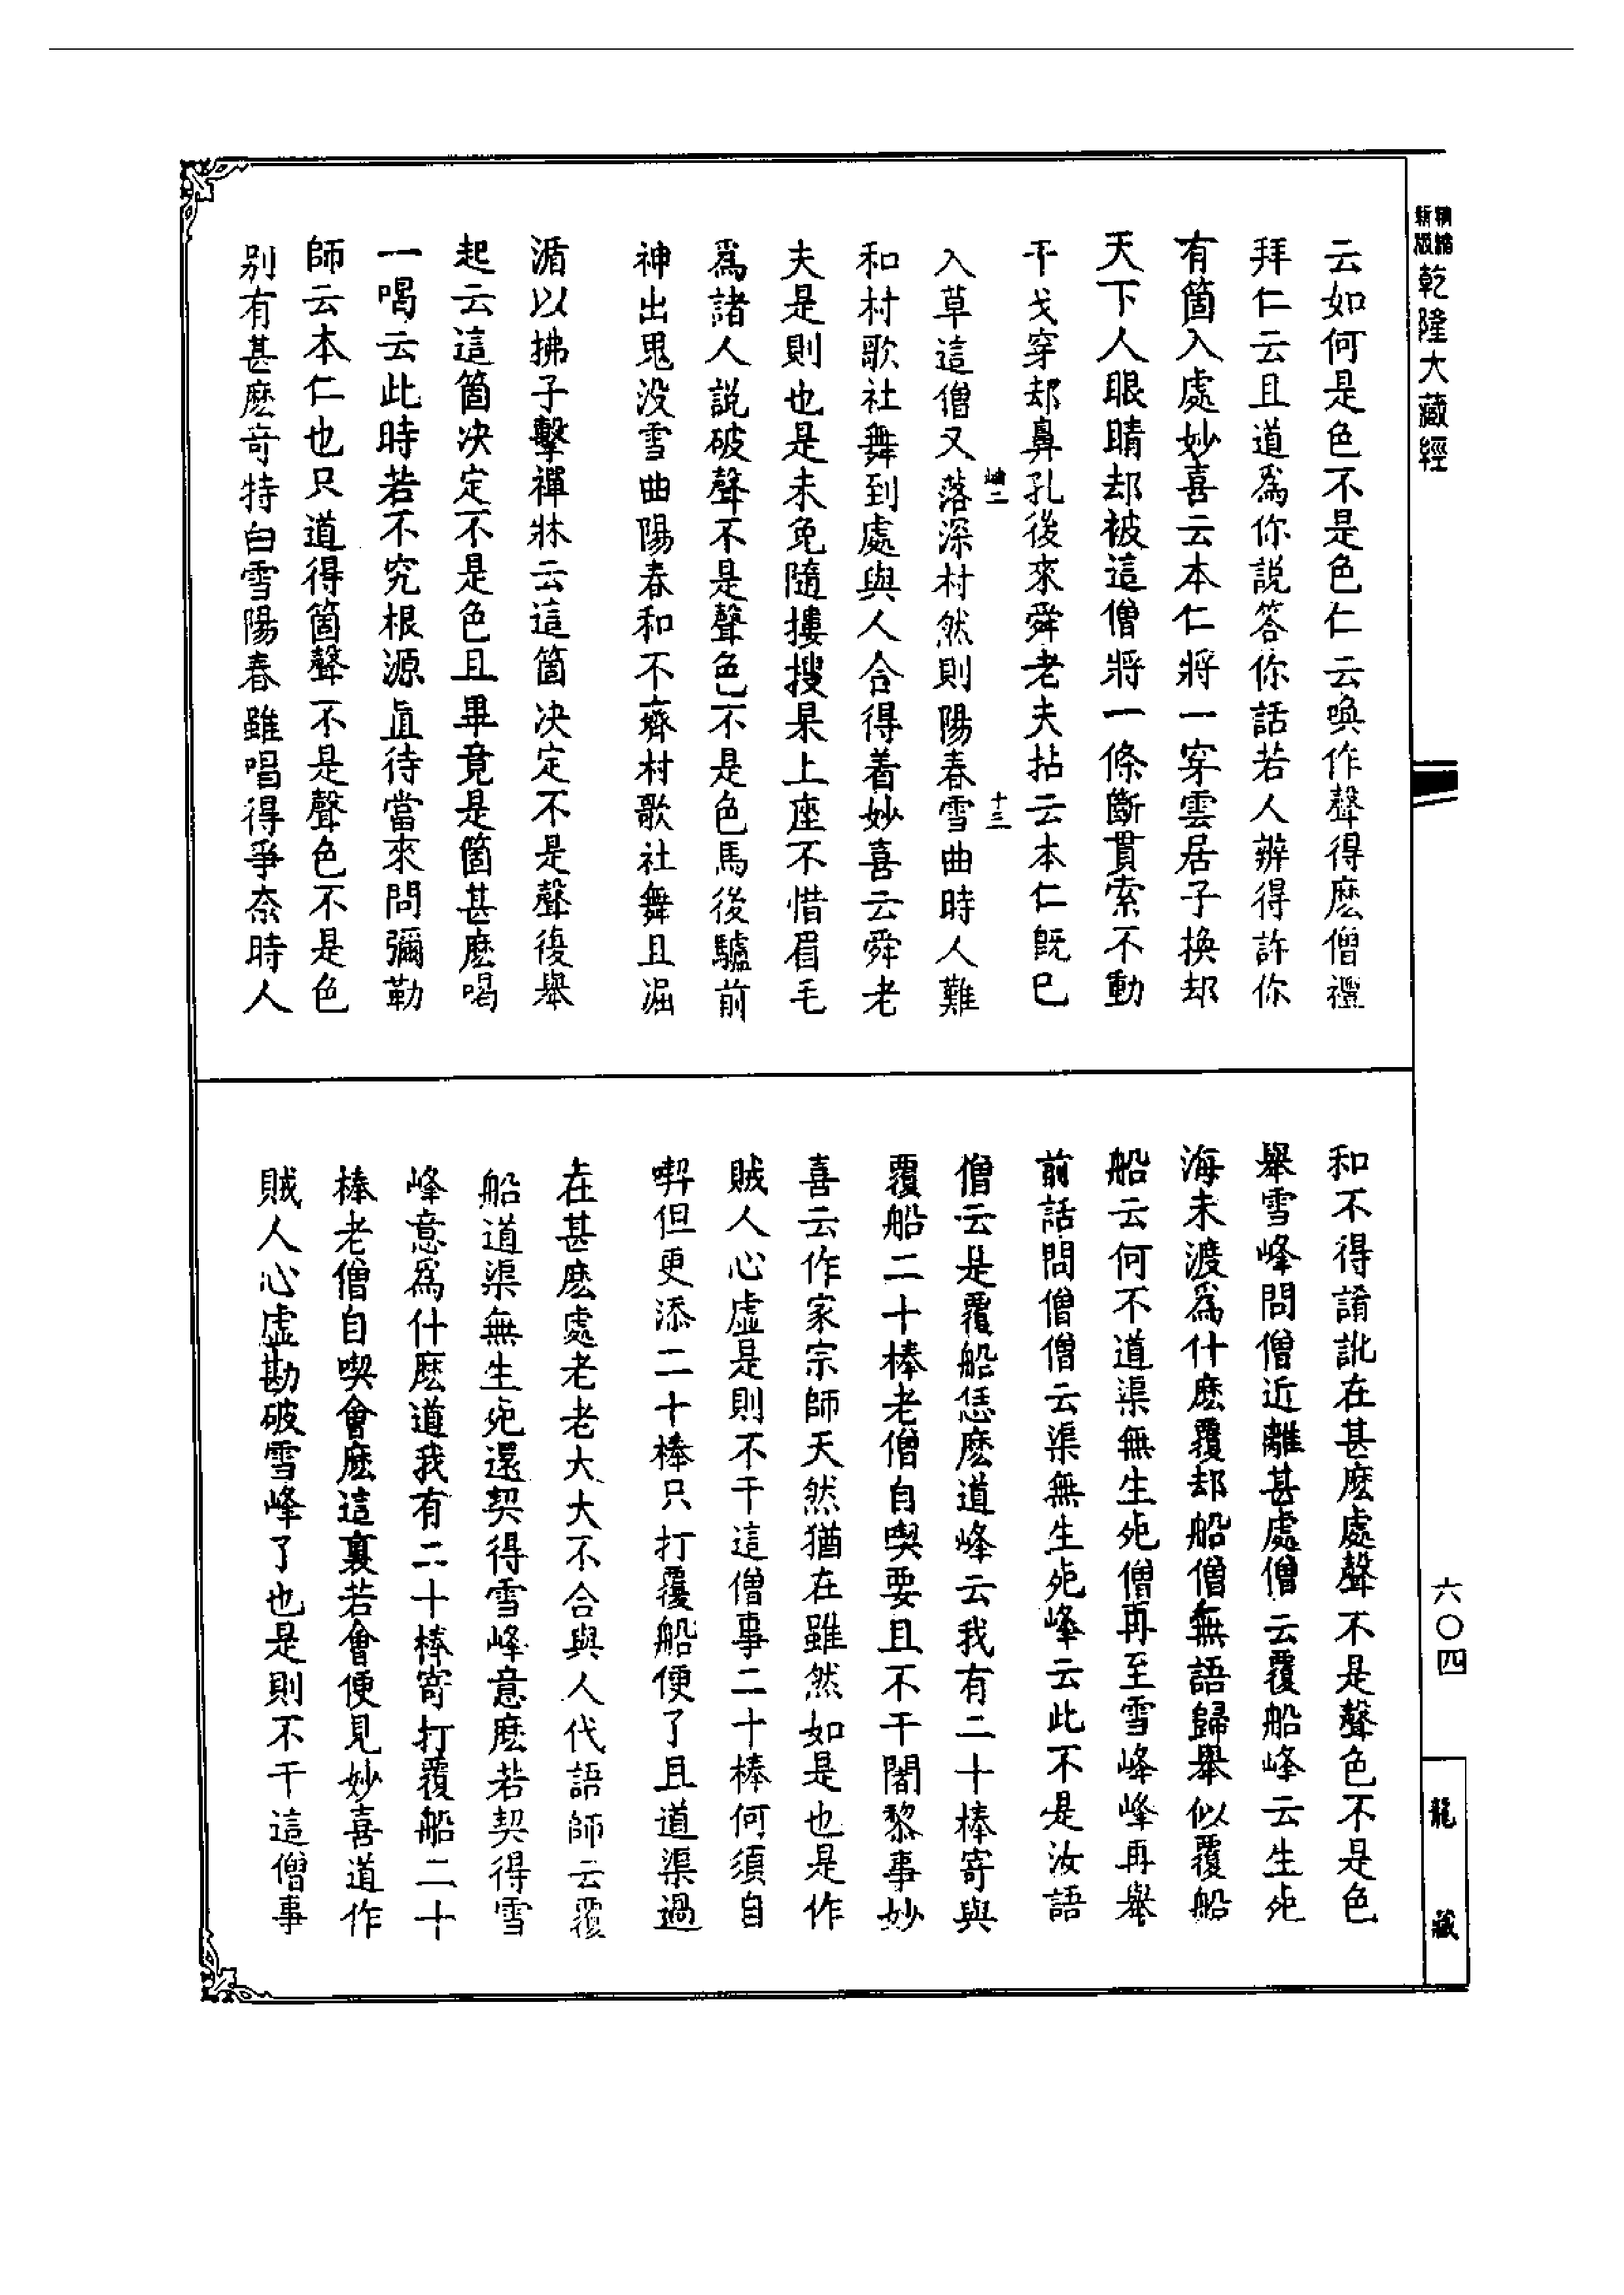 新版精縮乾隆大藏經
云如何是色不是色仁云喚作聲得麽僧禮
拜仁云且道爲你説答你話若人辨得許你
有箇入處妙喜云本仁將一穿雲居子換却
天下人眼睛却被這僧將一條斷貫索不動
干戈穿却鼻孔後來舜老夫拈云本仁既已
入草這僧又落深村然則陽春雪曲時人難
十三
和村歌社舞到處與人合得着妙喜云舜老
夫是則也是未免隨摟搜杲上座不惜眉毛
爲諸人説破聲不是聲色不是色馬後驢前
神出鬼没雪曲陽春和不齊村歌社舞且淈
㴞以拂子擊禪牀云這箇决定不是聲復舉
起云這箇决定不是色且畢竟是箇甚麽喝
一喝云此時若不究根源直待當來問彌勒
師云本仁也只道得箇聲不是聲色不是色
別有甚麽奇特白雪陽春雖唱得爭奈時人
和不得誵訛在甚麽處聲不是聲色不是色
舉雪峰問僧近離甚處僧云覆船峰云生死
海未渡爲什麽覆却船僧無語歸舉似覆船
船云何不道渠無生死僧再至雪峰峰再舉
前話問僧僧云渠無生死峰云此不是汝語
僧云是覆船恁麽道峰云我有二十棒寄與
覆船二十棒老僧自喫要且不干闍黎事妙
喜云作家宗師天然猶在雖然如是也是作
賊人心虛是則不干這僧事二十棒何須自
喫但更添二十棒只打覆船便了且道渠過
在甚麽處老老大大不合與人代語師云覆
船道渠無生死還契得雪峰意麽若契得雪
峰意爲什麽道我有二十棒寄打覆船二十
棒老僧自喫會麽這裏若會便見妙喜道作
賊人心虛勘破雪峰了也是則不干這僧事
六〇四
龍藏